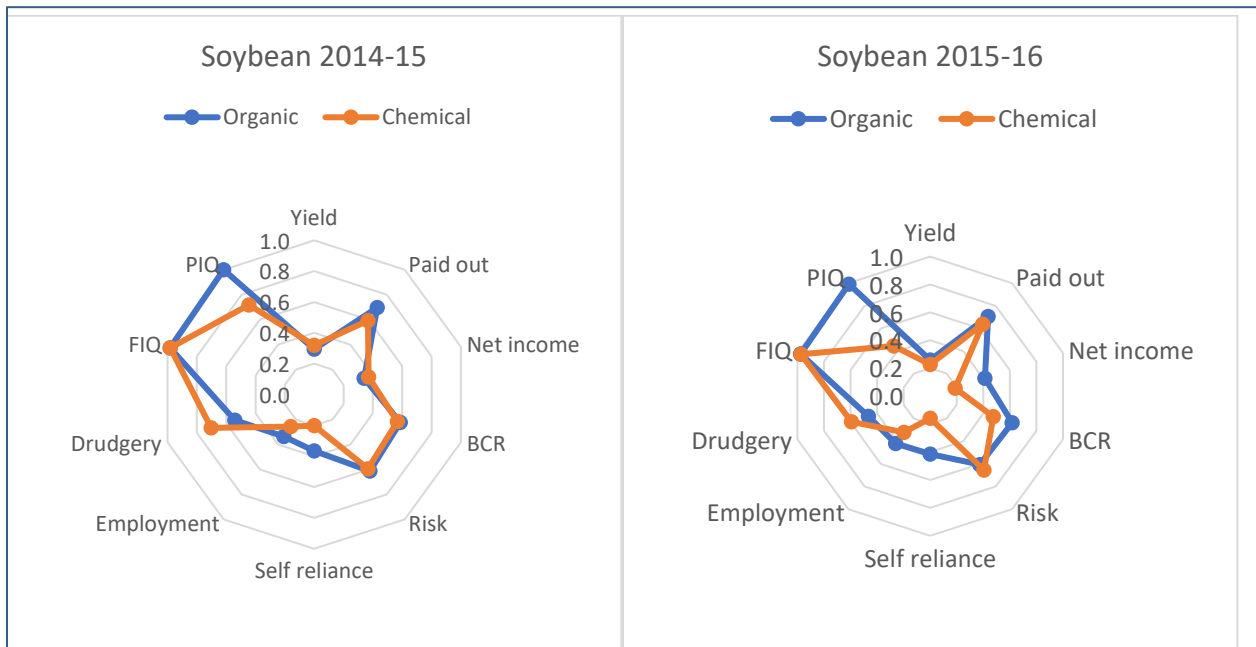 Soybean 2014-15
Organic Chemical
Yield
Paid out
Net income
BCR
Risk
Self reliance
Employment
Drudgery
FIQ
PIQ
1.0
0.8
0.6
0.4
0.2
0.0
Soybean 2015-16
Organic Chemical
Yield
Paid out
Net income
BCR
Risk
Self reliance
Employment
Drudgery
FIQ
PIQ
1.0
0.8
0.6
0.4
0.2
0.0